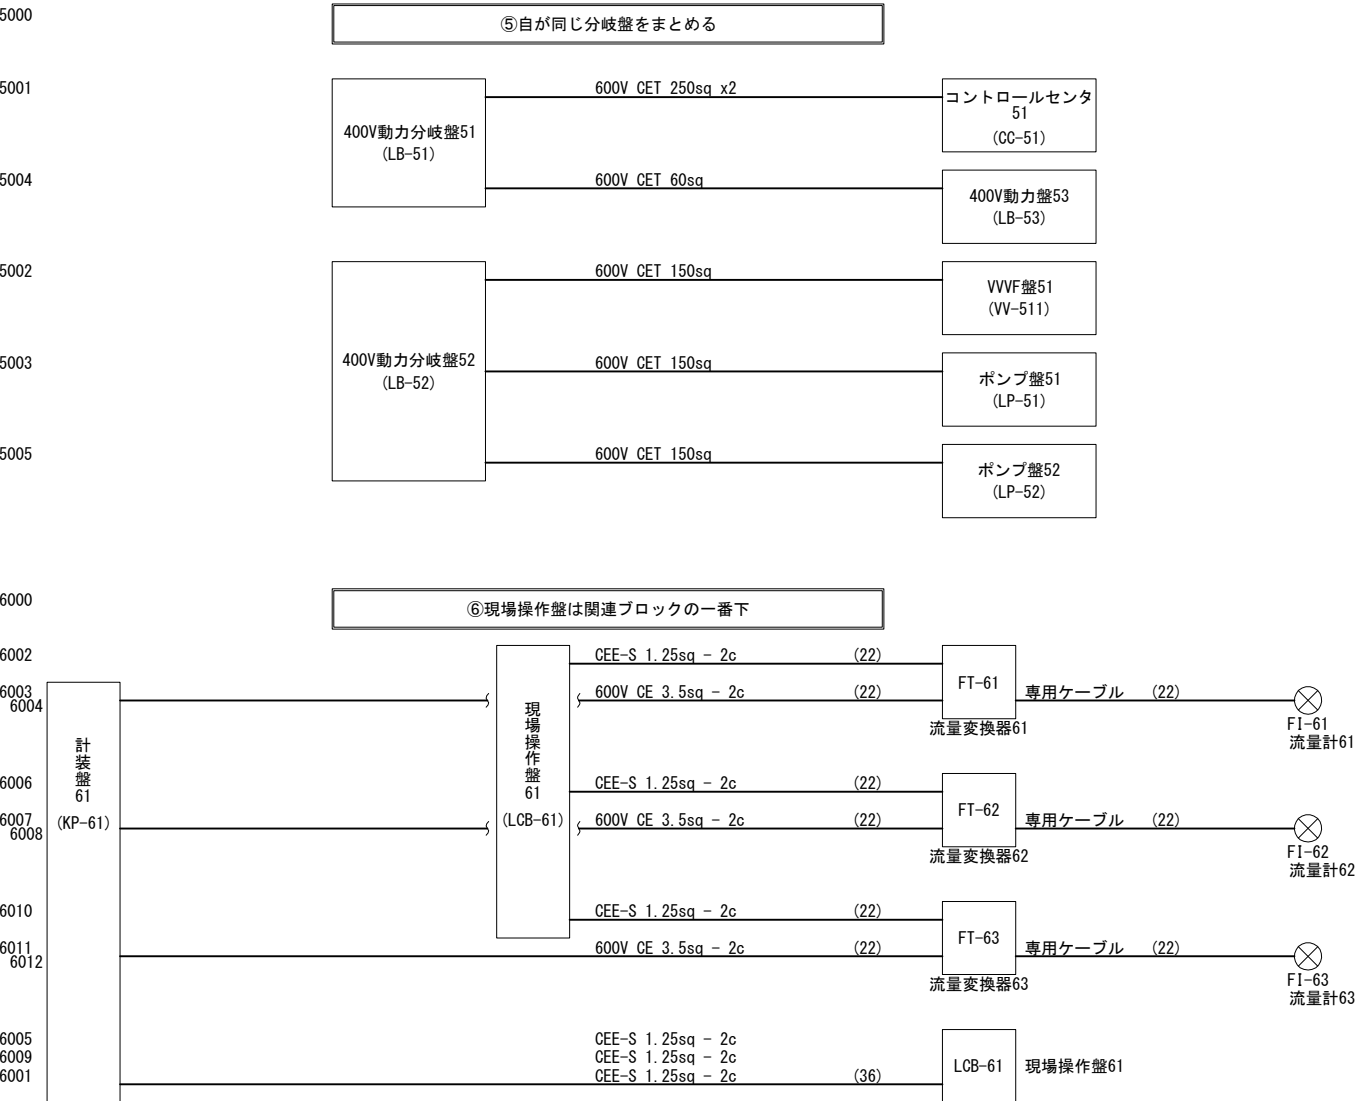 5000
⑤自が同じ分岐盤をまとめる
5001
400V動力分岐盤51
(LB-51)
600V CET 250sq x2
コントロールセンタ
51
(CC-51)
5004
600V CET 60sq
400V動力盤53
(LB-53)
5002
600V CET 150sq
VVVF盤51
(VV-511)
5003
400V動力分岐盤52
(LB-52)
600V CET 150sq
ポンプ盤51
(LP-51)
5005
600V CET 150sq
ポンプ盤52
(LP-52)
6000
⑥現場操作盤は関連ブロックの一番下
6002
CEE-S 1.25sq - 2c (22)
6003
6004
600V CE 3.5sq - 2c (22)
FT-61
流量変換器61
専用ケーブル (22)
FI-61
流量計61
計装盤61
(KP-61)
現場操作盤61
(LCB-61)
6006
CEE-S 1.25sq - 2c (22)
6007
6008
600V CE 3.5sq - 2c (22)
FT-62
流量変換器62
専用ケーブル (22)
FI-62
流量計62
6010
CEE-S 1.25sq - 2c (22)
6011
6012
600V CE 3.5sq - 2c (22)
FT-63
流量変換器63
専用ケーブル (22)
FI-63
流量計63
6005
CEE-S 1.25sq - 2c
6009
CEE-S 1.25sq - 2c
6001
CEE-S 1.25sq - 2c (36)
LCB-61
現場操作盤61